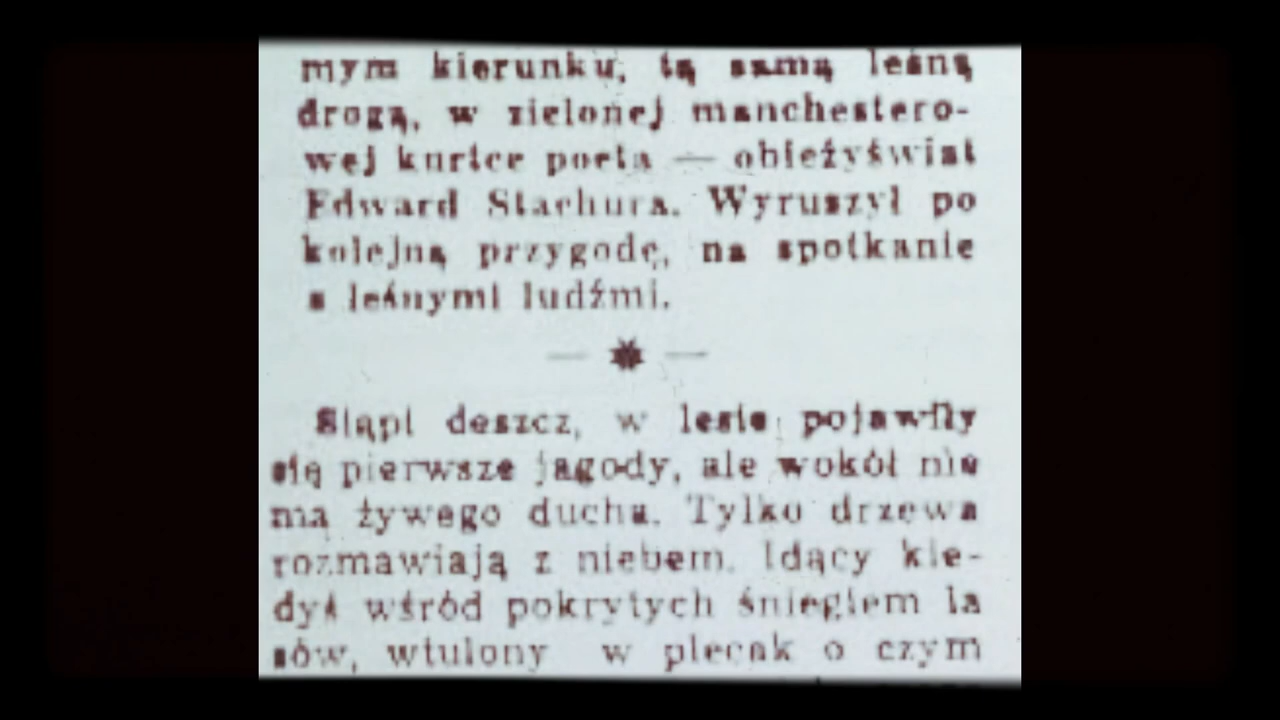 mym kierunku, tą samą leśną
drogą, w zielonej manchestero-
wej kurtce poeta — obieżyświat
Edward Stachura. Wyruszył po
kolejną przygodę, na spotkanie
z leśnymi ludźmi.
— * —
Siąpi deszcz, w lesie pojawiły
się pierwsze jagody, ale wokół nie
ma żywego ducha. Tylko drzewa
rozmawiają z niebem. Idący kie-
dyś wśród pokrytych śniegiem la
sów, wtulony w plecak o czym